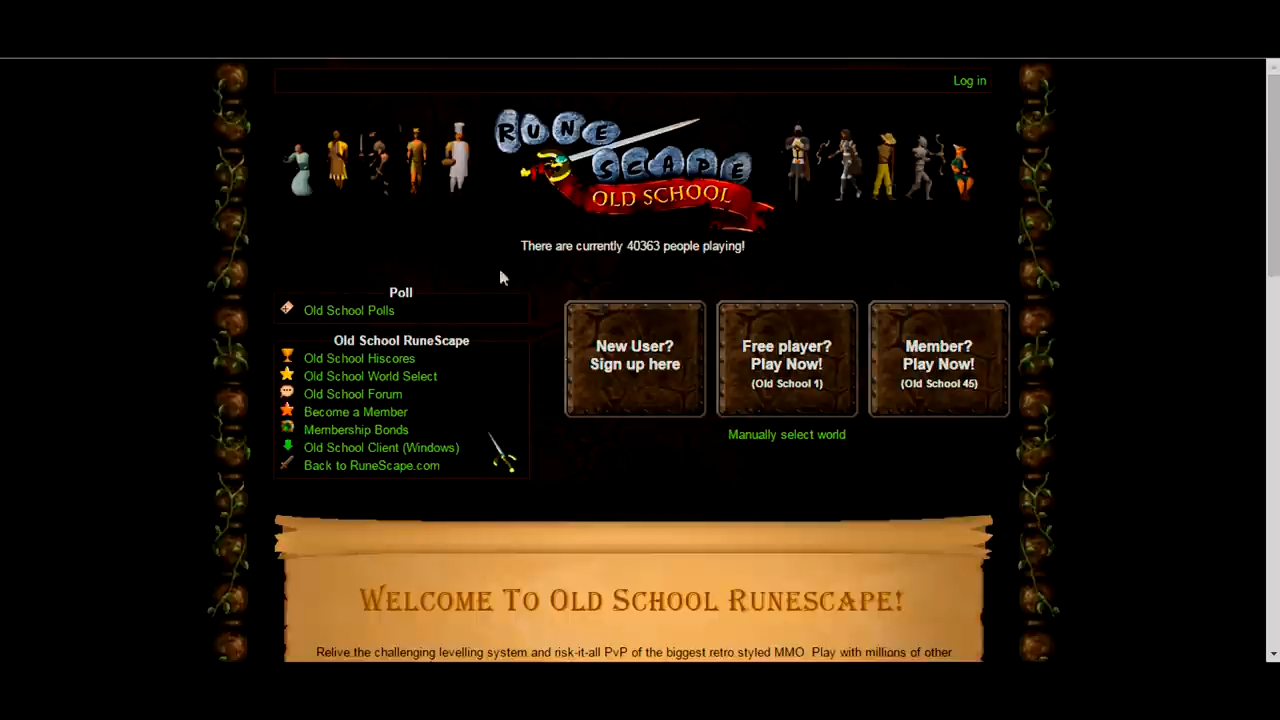 Log in
RUNE
SCAPE
OLD SCHOOL
There are currently 40363 people playing!
Poll
Old School Polls
Old School RuneScape
Old School Hiscores
Old School World Select
Old School Forum
Become a Member
Membership Bonds
Old School Client (Windows)
Back to RuneScape.com
New User?
Sign up here
Free player?
Play Now!
(Old School 1)
Member?
Play Now!
(Old School 45)
Manually select world
WELCOME TO OLD SCHOOL RUNESCAPE!
Relive the challenging levelling system and risk-it-all PvP of the biggest retro styled MMO. Play with millions of other